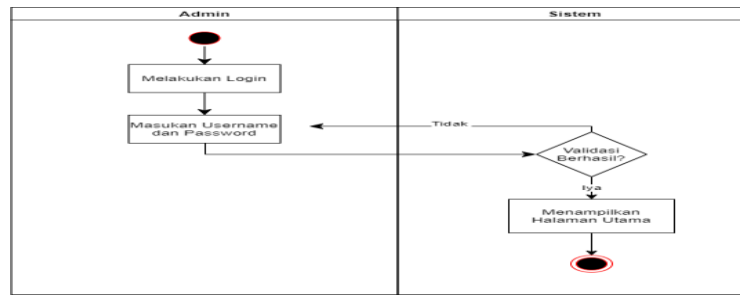 Admin
Sistem
Melakukan Login
Masukan Username
dan Password
Tidak
Validasi
Berhasil?
Iya
Menampilkan
Halaman Utama